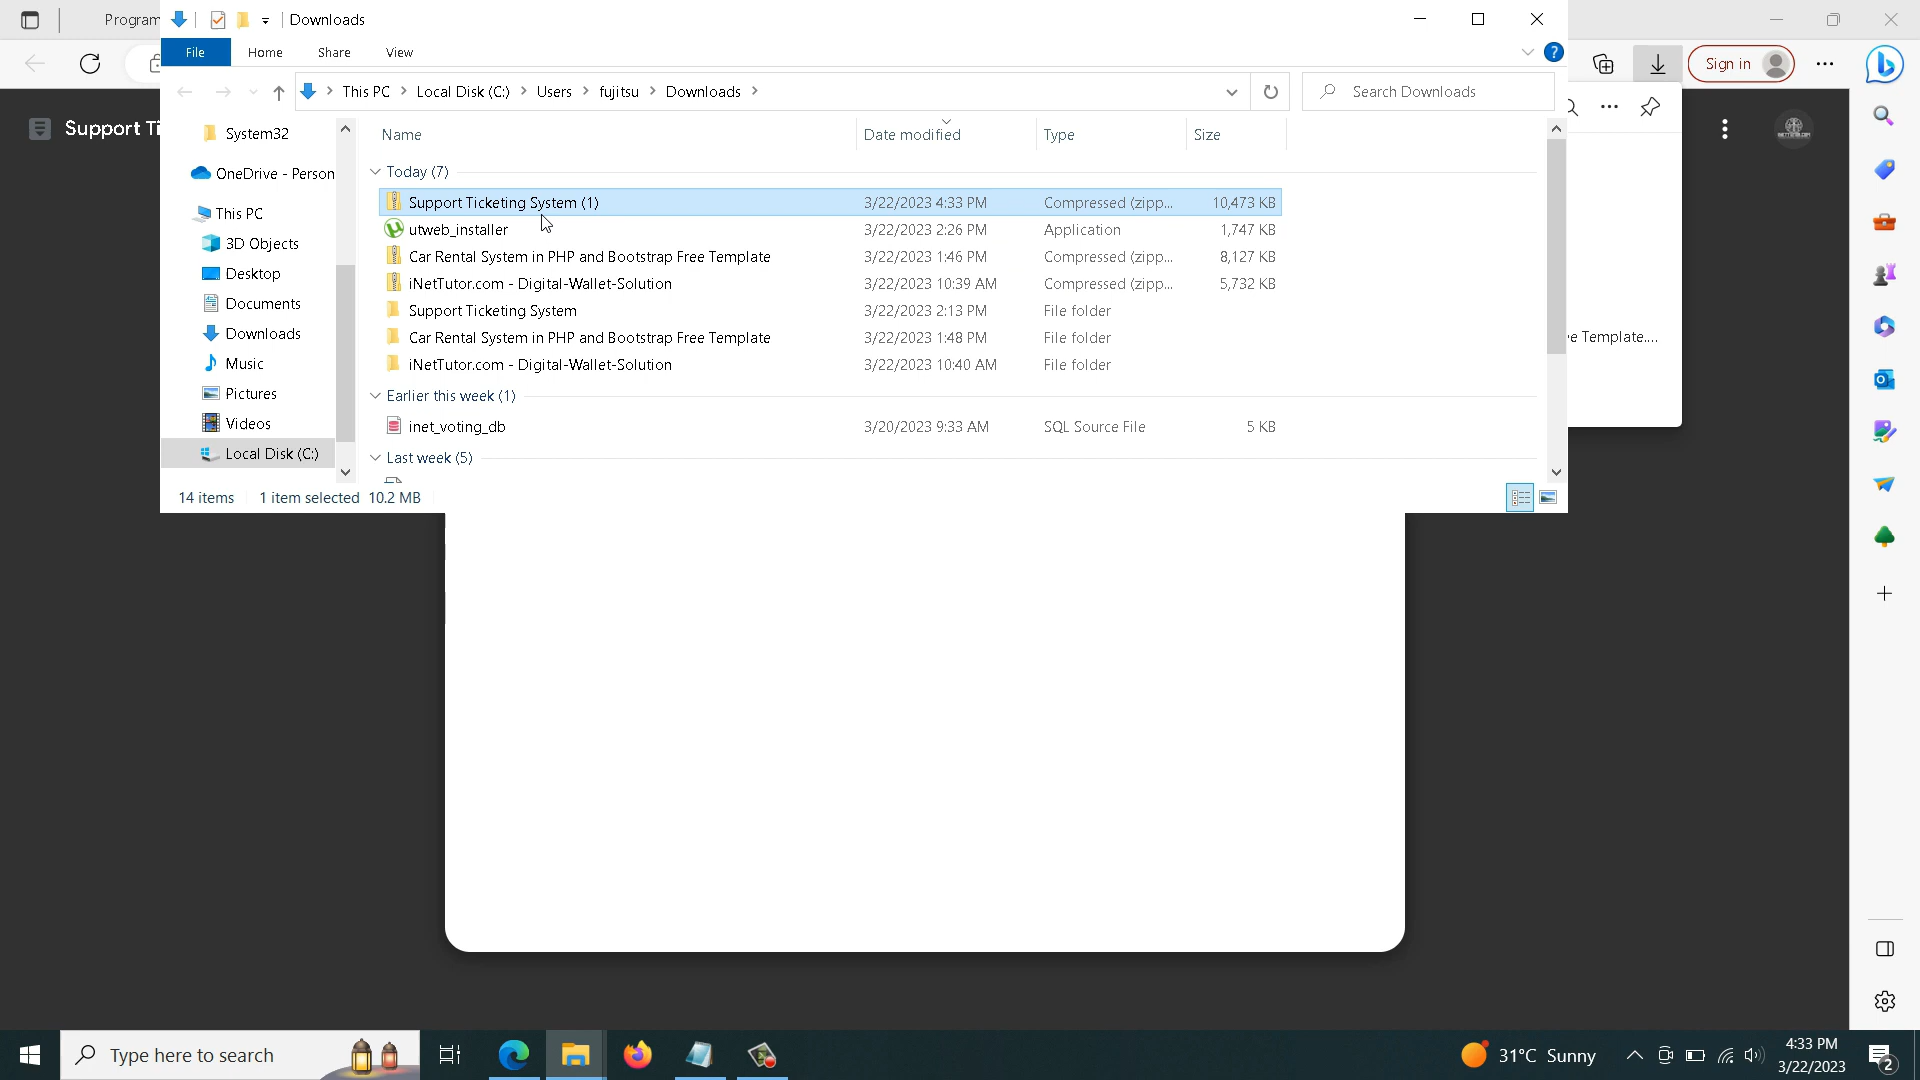 Program
Downloads
File Home Share View
This PC Local Disk (C:) Users fujitsu Downloads
Search Downloads
Sign in
Support Ti
System32
OneDrive - Person
This PC
3D Objects
Desktop
Documents
Downloads
Music
Pictures
Videos
Local Disk (C:)
Name Date modified Type Size
Today (7)
Support Ticketing System (1) 3/22/2023 4:33 PM Compressed (zipp... 10,473 KB
utweb_installer 3/22/2023 2:26 PM Application 1,747 KB
Car Rental System in PHP and Bootstrap Free Template 3/22/2023 1:46 PM Compressed (zipp... 8,127 KB
iNetTutor.com - Digital-Wallet-Solution 3/22/2023 10:39 AM Compressed (zipp... 5,732 KB
Support Ticketing System 3/22/2023 2:13 PM File folder
Car Rental System in PHP and Bootstrap Free Template 3/22/2023 1:48 PM File folder
iNetTutor.com - Digital-Wallet-Solution 3/22/2023 10:40 AM File folder
Earlier this week (1)
inet_voting_db 3/20/2023 9:33 AM SQL Source File 5 KB
Last week (5)
14 items 1 item selected 10.2 MB
e Template....
Type here to search
31°C Sunny
4:33 PM
3/22/2023
2